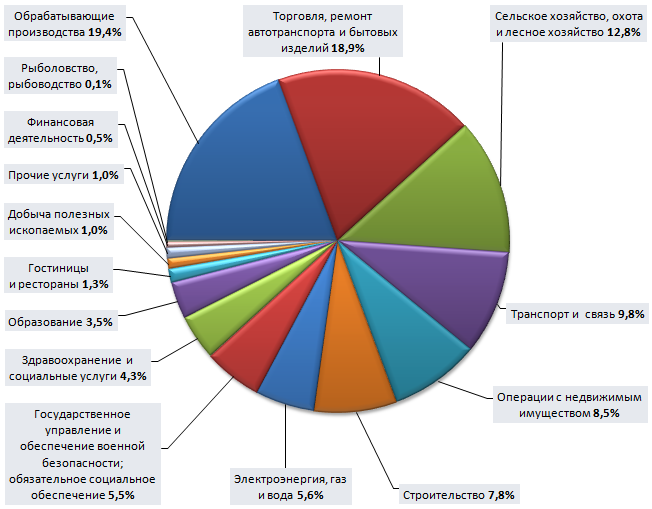 Обрабатывающие
производства 19,4%
Торговля, ремонт
автотранспорта и бытовых
изделий 18,9%
Сельское хозяйство, охота
и лесное хозяйство 12,8%
Рыболовство,
рыбоводство 0,1%
Финансовая
деятельность 0,5%
Прочие услуги 1,0%
Добыча полезных
ископаемых 1,0%
Гостиницы
и рестораны 1,3%
Образование 3,5%
Здравоохранение и
социальные услуги 4,3%
Государственное
управление и
обеспечение военной
безопасности;
обязательное социальное
обеспечение 5,5%
Электроэнергия, газ
и вода 5,6%
Строительство 7,8%
Операции с недвижимым
имуществом 8,5%
Транспорт и связь 9,8%